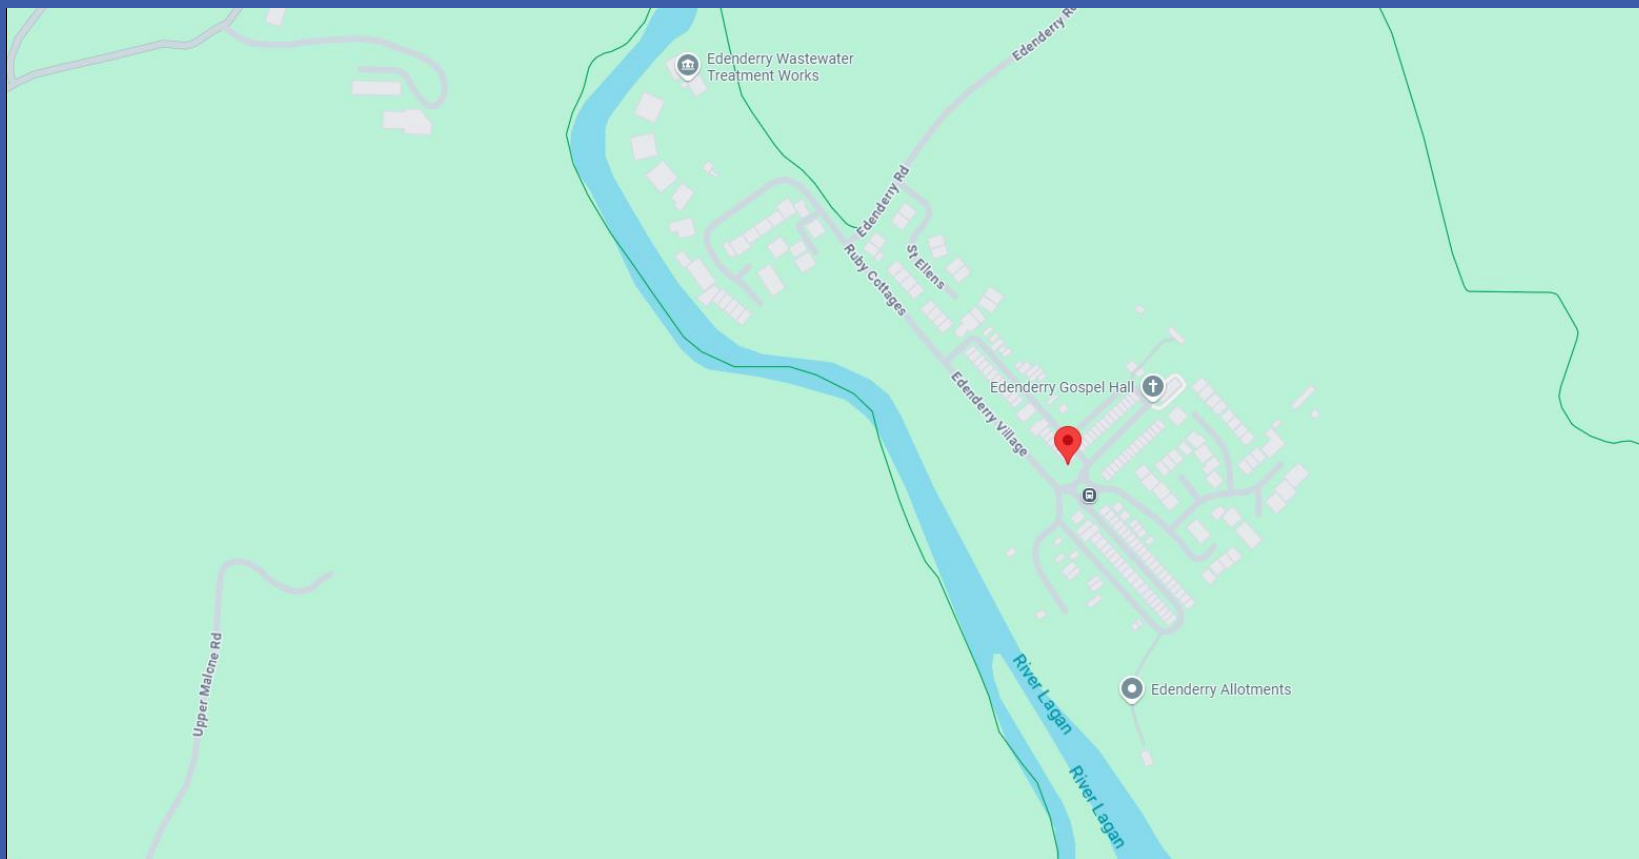 Edenderry Rd
Edenderry Wastewater
Treatment Works
Edenderry Rd
Ruby Cottages
St Ellens
Edenderry Gospel Hall
Edenderry Village
Upper Malone Rd
River Lagan
Edenderry Allotments
River Lagan